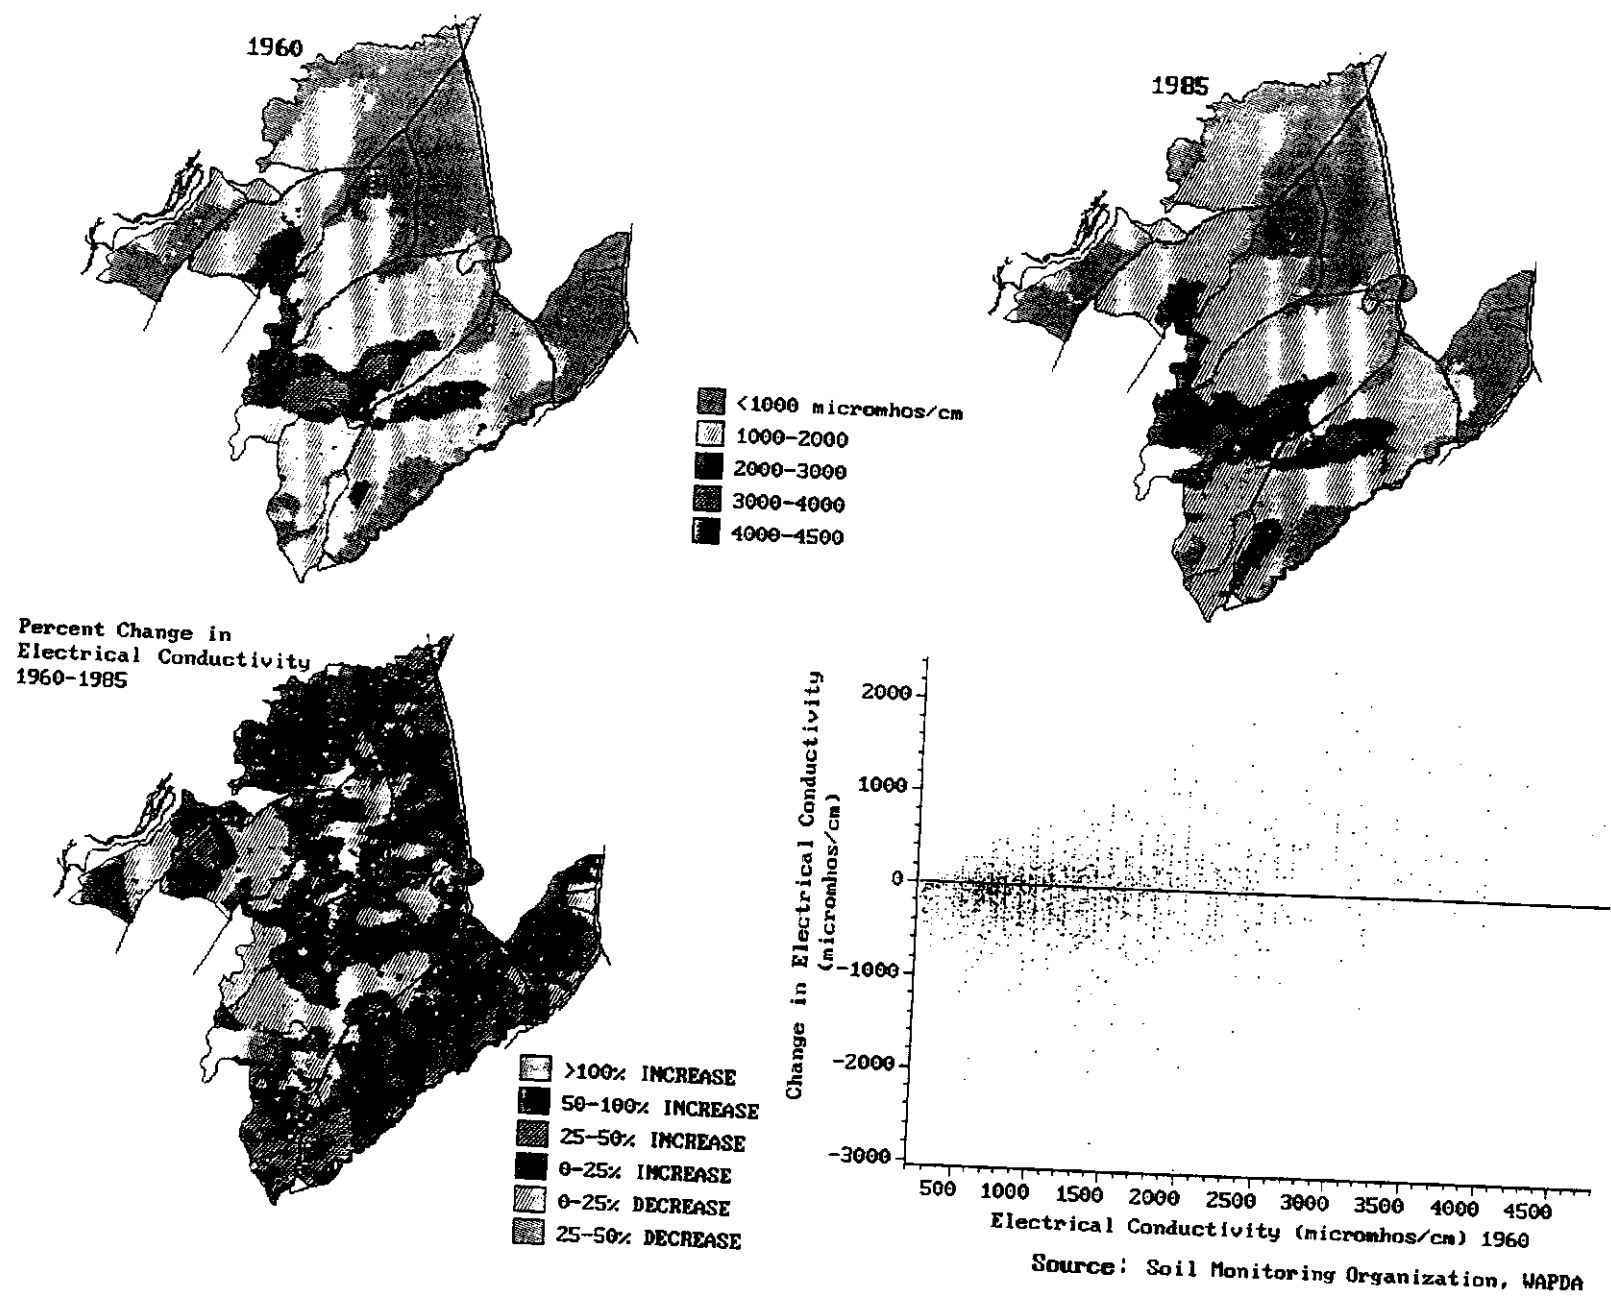 1960
1985
<1000 micromhos/cm
1000-2000
2000-3000
3000-4000
4000-4500
Percent Change in
Electrical Conductivity
1960-1985
>100% INCREASE
50-100% INCREASE
25-50% INCREASE
0-25% INCREASE
0-25% DECREASE
25-50% DECREASE
Change in Electrical Conductivity
(micromhos/cm)
2000
1000
0
-1000
-2000
-3000
500 1000 1500 2000 2500 3000 3500 4000 4500
Electrical Conductivity (micromhos/cm) 1960
Source: Soil Monitoring Organization, WAPDA